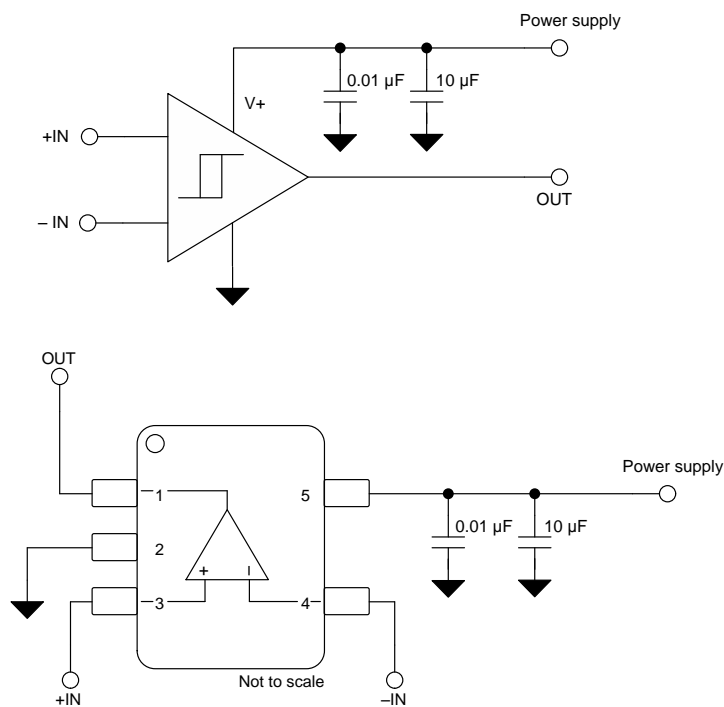 Power supply
0.01 µF
10 µF
V+
+IN
– IN
OUT
OUT
Power supply
1
5
0.01 µF
10 µF
2
+
–
3
4
Not to scale
+IN
–IN